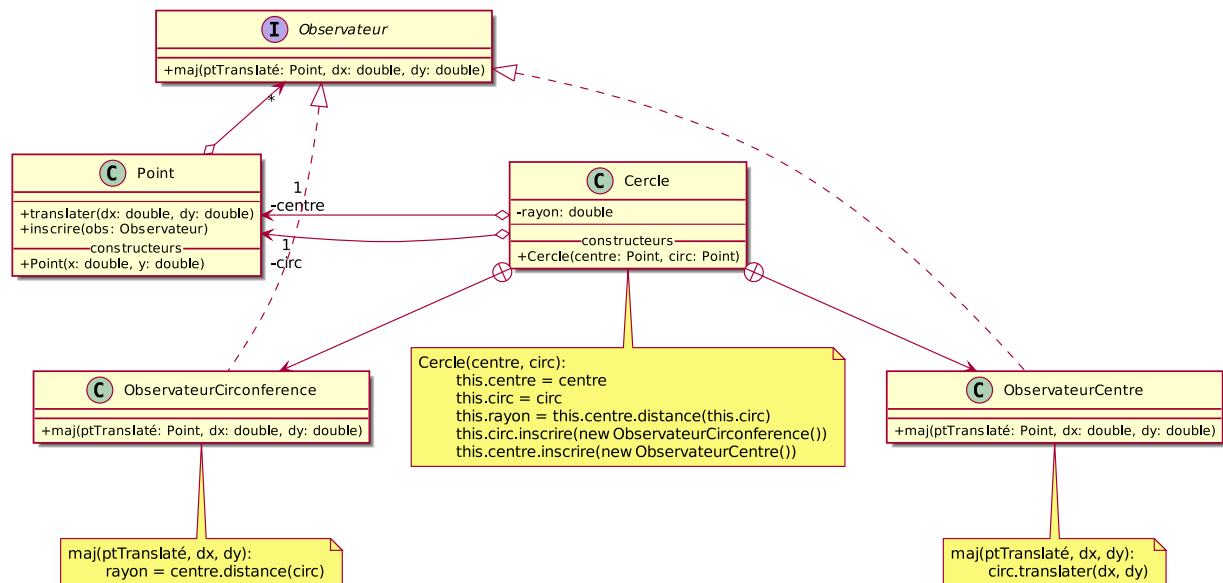 I Observateur
+maj(ptTranslaté: Point, dx: double, dy: double)
*
C Point
+translater(dx: double, dy: double)
+inscrire(obs: Observateur)
constructeurs
+Point(x: double, y: double)
1
-centre
1
-circ
C Cercle
-rayon: double
constructeurs
+Cercle(centre: Point, circ: Point)
C ObservateurCirconference
+maj(ptTranslaté: Point, dx: double, dy: double)
Cercle(centre, circ):
this.centre = centre
this.circ = circ
this.rayon = this.centre.distance(this.circ)
this.circ.inscrire(new ObservateurCirconference())
this.centre.inscrire(new ObservateurCentre())
C ObservateurCentre
+maj(ptTranslaté: Point, dx: double, dy: double)
maj(ptTranslaté, dx, dy):
rayon = centre.distance(circ)
maj(ptTranslaté, dx, dy):
circ.translater(dx, dy)